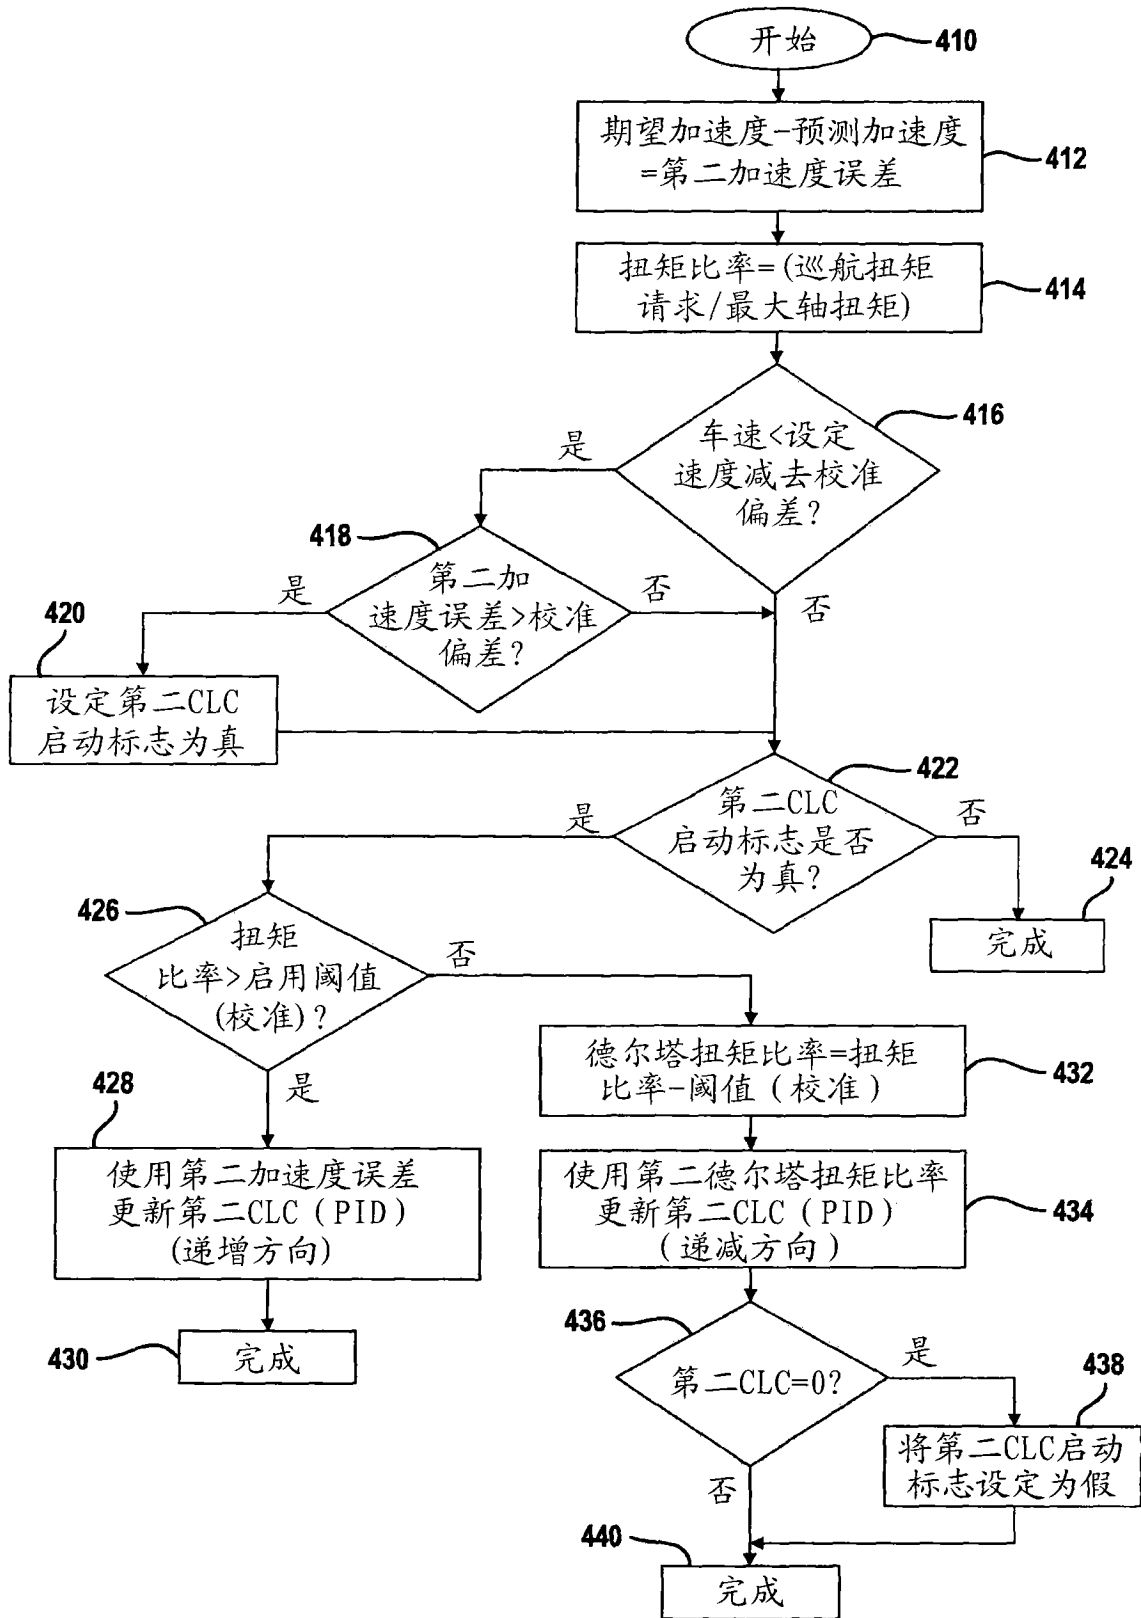 开始
410
期望加速度-预测加速度
=第二加速度误差
412
扭矩比率=(巡航扭矩
请求/最大轴扭矩)
414
416
车速<设定
速度减去校准
偏差?
是
否
418
第二加
速度误差>校准
偏差?
是
否
420
设定第二CLC
启动标志为真
422
第二CLC
启动标志是否
为真?
是
否
424
完成
426
扭矩
比率>启用阈值
(校准)?
否
是
428
使用第二加速度误差
更新第二CLC(PID)
(递增方向)
430
完成
德尔塔扭矩比率=扭矩
比率-阈值(校准)
432
使用第二德尔塔扭矩比率
更新第二CLC(PID)
(递减方向)
434
436
第二CLC=0?
是
否
438
将第二CLC启动
标志设定为假
440
完成